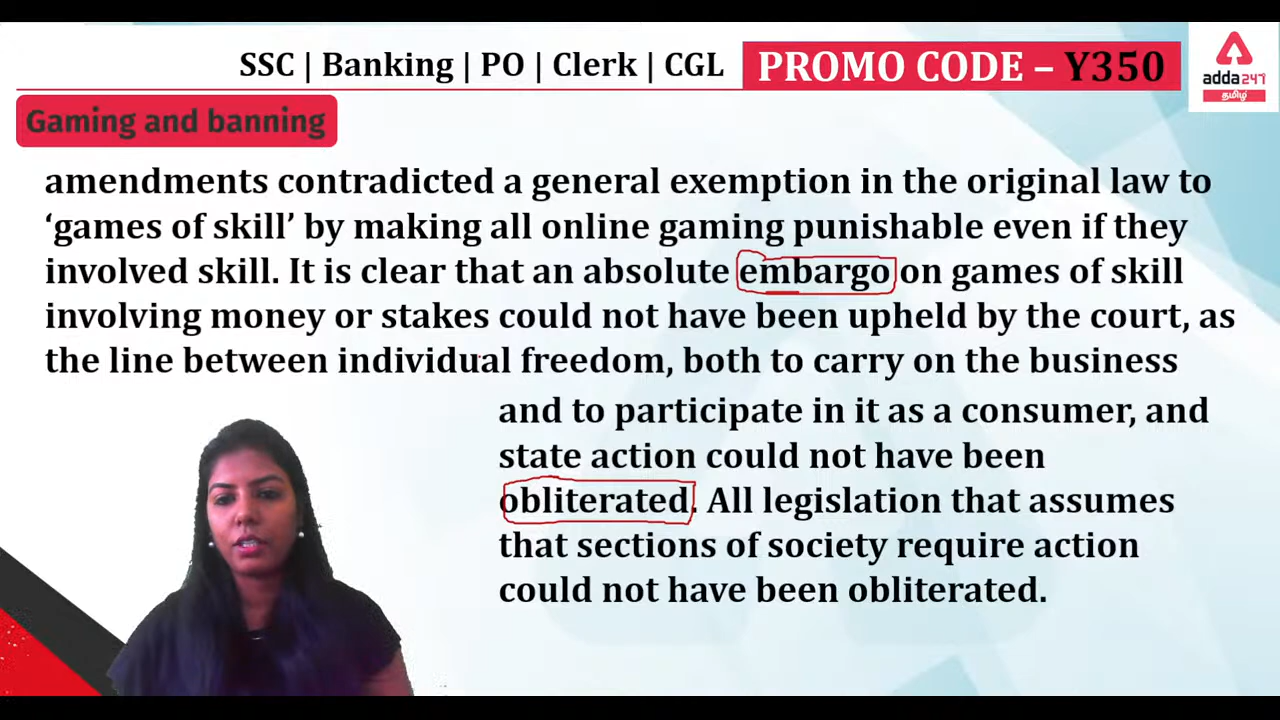 SSC | Banking | PO | Clerk | CGL
PROMO CODE – Y350
adda247
தமிழ்
Gaming and banning
amendments contradicted a general exemption in the original law to
‘games of skill’ by making all online gaming punishable even if they
involved skill. It is clear that an absolute embargo on games of skill
involving money or stakes could not have been upheld by the court, as
the line between individual freedom, both to carry on the business
and to participate in it as a consumer, and
state action could not have been
obliterated. All legislation that assumes
that sections of society require action
could not have been obliterated.